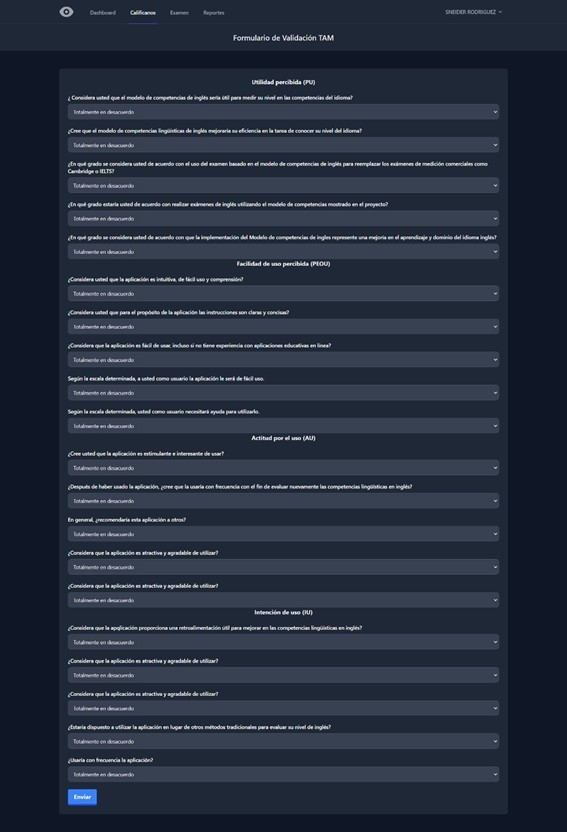 Dashboard Califícanos Examen Reportes SNEIDER RODRIGUEZ
Formulario de Validación TAM
Utilidad percibida (PU)
¿ Considera usted que el modelo de competencias de inglés sería útil para medir su nivel en las competencias del idioma?
Totalmente en desacuerdo
¿Cree que el modelo de competencias lingüísticas de inglés mejoraría su eficiencia en la tarea de conocer su nivel del idioma?
Totalmente en desacuerdo
¿En qué grado se considera usted de acuerdo con el uso del examen basado en el modelo de competencias de inglés para reemplazar los exámenes de medición comerciales como
Cambridge o IELTS?
Totalmente en desacuerdo
¿En qué grado estaría usted de acuerdo con realizar exámenes de inglés utilizando el modelo de competencias mostrado en el proyecto?
Totalmente en desacuerdo
¿En qué grado se considera usted de acuerdo con que la implementación del Modelo de competencias de ingles represente una mejoría en el aprendizaje y dominio del idioma Inglés?
Totalmente en desacuerdo
Facilidad de uso percibida (PEOU)
¿Considera usted que la aplicación es intuitiva, de fácil uso y comprensión?
Totalmente en desacuerdo
¿Considera usted que para el propósito de la aplicación las instrucciones son claras y concisas?
Totalmente en desacuerdo
¿Considera que la aplicación es fácil de usar, incluso si no tiene experiencia con aplicaciones educativas en línea?
Totalmente en desacuerdo
Según la escala determinada, a usted como usuario la aplicación le será de fácil uso.
Totalmente en desacuerdo
Según la escala determinada, usted como usuario necesitará ayuda para utilizarlo.
Totalmente en desacuerdo
Actitud por el uso (AU)
¿Cree usted que la aplicación es estimulante e interesante de usar?
Totalmente en desacuerdo
¿Después de haber usado la aplicación, ¿cree que la usaría con frecuencia con el fin de evaluar nuevamente las competencias lingüísticas en inglés?
Totalmente en desacuerdo
En general, ¿recomendaría esta aplicación a otros?
Totalmente en desacuerdo
¿Considera que la aplicación es atractiva y agradable de utilizar?
Totalmente en desacuerdo
¿Considera que la aplicación es atractiva y agradable de utilizar?
Totalmente en desacuerdo
Intención de uso (IU)
¿Considera que la apqlicación proporciona una retroalimentación útil para mejorar en las competencias lingüísticas en inglés?
Totalmente en desacuerdo
¿Considera que la aplicación es atractiva y agradable de utilizar?
Totalmente en desacuerdo
¿Considera que la aplicación es atractiva y agradable de utilizar?
Totalmente en desacuerdo
¿Estaría dispuesto a utilizar la aplicación en lugar de otros métodos tradicionales para evaluar su nivel de inglés?
Totalmente en desacuerdo
¿Usaría con frecuencia la aplicación?
Totalmente en desacuerdo
Enviar